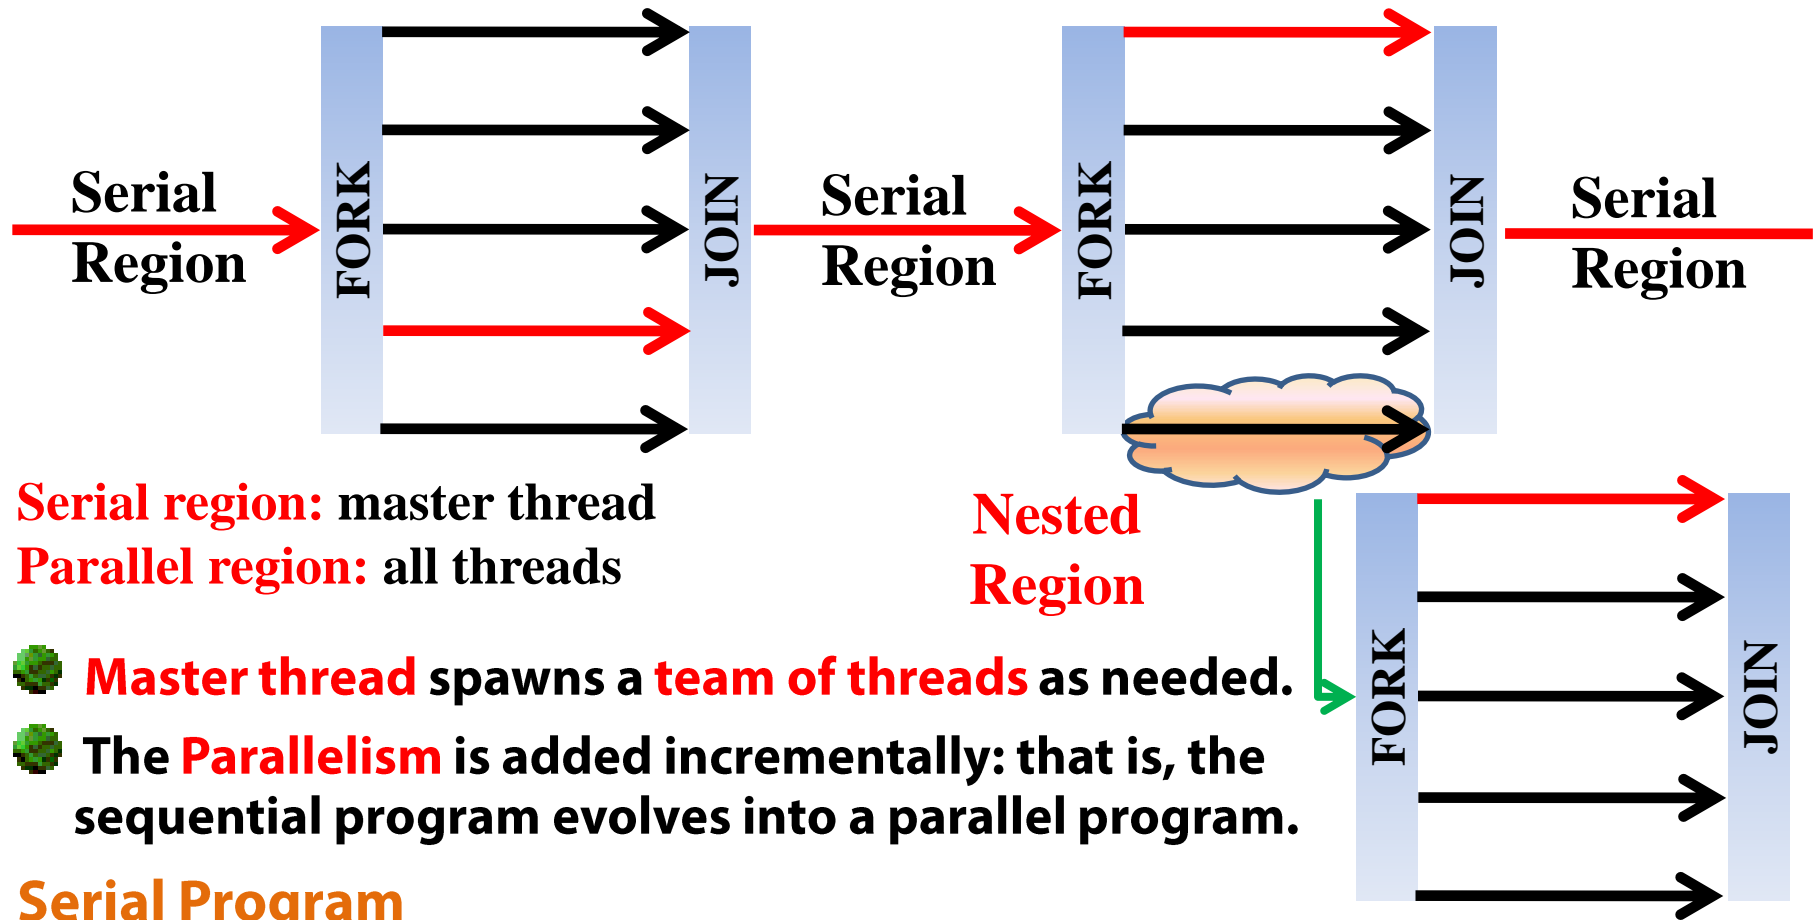 Serial
Region
FORK
JOIN
Serial
Region
FORK
JOIN
Serial
Region
Serial region: master thread
Parallel region: all threads
Nested
Region
FORK
JOIN
Master thread spawns a team of threads as needed.
The Parallelism is added incrementally: that is, the
sequential program evolves into a parallel program.
Serial Program